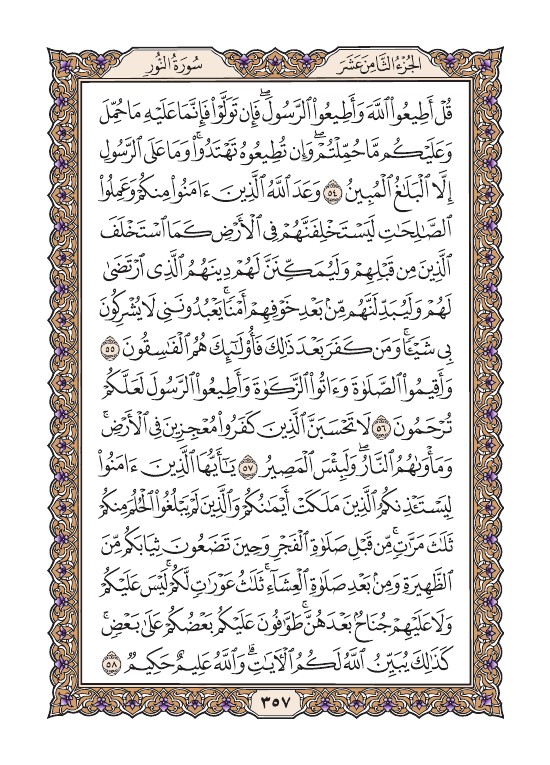 الجزء الثامن عشر
سورة النور
قُلْ أَطِيعُوا۟ ٱللَّهَ وَأَطِيعُوا۟ ٱلرَّسُولَ ۖ فَإِن تَوَلَّوْا۟ فَإِنَّمَا عَلَيْهِ مَا حُمِّلَ
وَعَلَيْكُم مَّا حُمِّلْتُمْ ۖ وَإِن تُطِيعُوهُ تَهْتَدُوا۟ ۚ وَمَا عَلَى ٱلرَّسُولِ
إِلَّا ٱلْبَلَٰغُ ٱلْمُبِينُ ٥٤ وَعَدَ ٱللَّهُ ٱلَّذِينَ ءَامَنُوا۟ مِنكُمْ وَعَمِلُوا۟
ٱلصَّٰلِحَٰتِ لَيَسْتَخْلِفَنَّهُمْ فِى ٱلْأَرْضِ كَمَا ٱسْتَخْلَفَ
ٱلَّذِينَ مِن قَبْلِهِمْ وَلَيُمَكِّنَنَّ لَهُمْ دِينَهُمُ ٱلَّذِى ٱرْتَضَىٰ
لَهُمْ وَلَيُبَدِّلَنَّهُم مِّنۢ بَعْدِ خَوْفِهِمْ أَمْنًا ۚ يَعْبُدُونَنِى لَا يُشْرِكُونَ
بِى شَيْـًٔا ۚ وَمَن كَفَرَ بَعْدَ ذَٰلِكَ فَأُو۟لَٰٓئِكَ هُمُ ٱلْفَٰسِقُونَ ٥٥
وَأَقِيمُوا۟ ٱلصَّلَوٰةَ وَءَاتُوا۟ ٱلزَّكَوٰةَ وَأَطِيعُوا۟ ٱلرَّسُولَ لَعَلَّكُمْ
تُرْحَمُونَ ٥٦ لَا تَحْسَبَنَّ ٱلَّذِينَ كَفَرُوا۟ مُعْجِزِينَ فِى ٱلْأَرْضِ ۚ
وَمَأْوَىٰهُمُ ٱلنَّارُ ۖ وَلَبِئْسَ ٱلْمَصِيرُ ٥٧ يَٰٓأَيُّهَا ٱلَّذِينَ ءَامَنُوا۟
لِيَسْتَـْٔذِنكُمُ ٱلَّذِينَ مَلَكَتْ أَيْمَٰنُكُمْ وَٱلَّذِينَ لَمْ يَبْلُغُوا۟ ٱلْحُلُمَ مِنكُمْ
ثَلَٰثَ مَرَّٰتٍ ۚ مِّن قَبْلِ صَلَوٰةِ ٱلْفَجْرِ وَحِينَ تَضَعُونَ ثِيَابَكُم مِّنَ
ٱلظَّهِيرَةِ وَمِنۢ بَعْدِ صَلَوٰةِ ٱلْعِشَآءِ ۚ ثَلَٰثُ عَوْرَٰتٍ لَّكُمْ ۚ لَيْسَ عَلَيْكُمْ
وَلَا عَلَيْهِمْ جُنَاحٌۢ بَعْدَهُنَّ ۚ طَوَّٰفُونَ عَلَيْكُم بَعْضُكُمْ عَلَىٰ بَعْضٍ ۚ
كَذَٰلِكَ يُبَيِّنُ ٱللَّهُ لَكُمُ ٱلْءَايَٰتِ ۗ وَٱللَّهُ عَلِيمٌ حَكِيمٌ ٥٨
٣٥٧